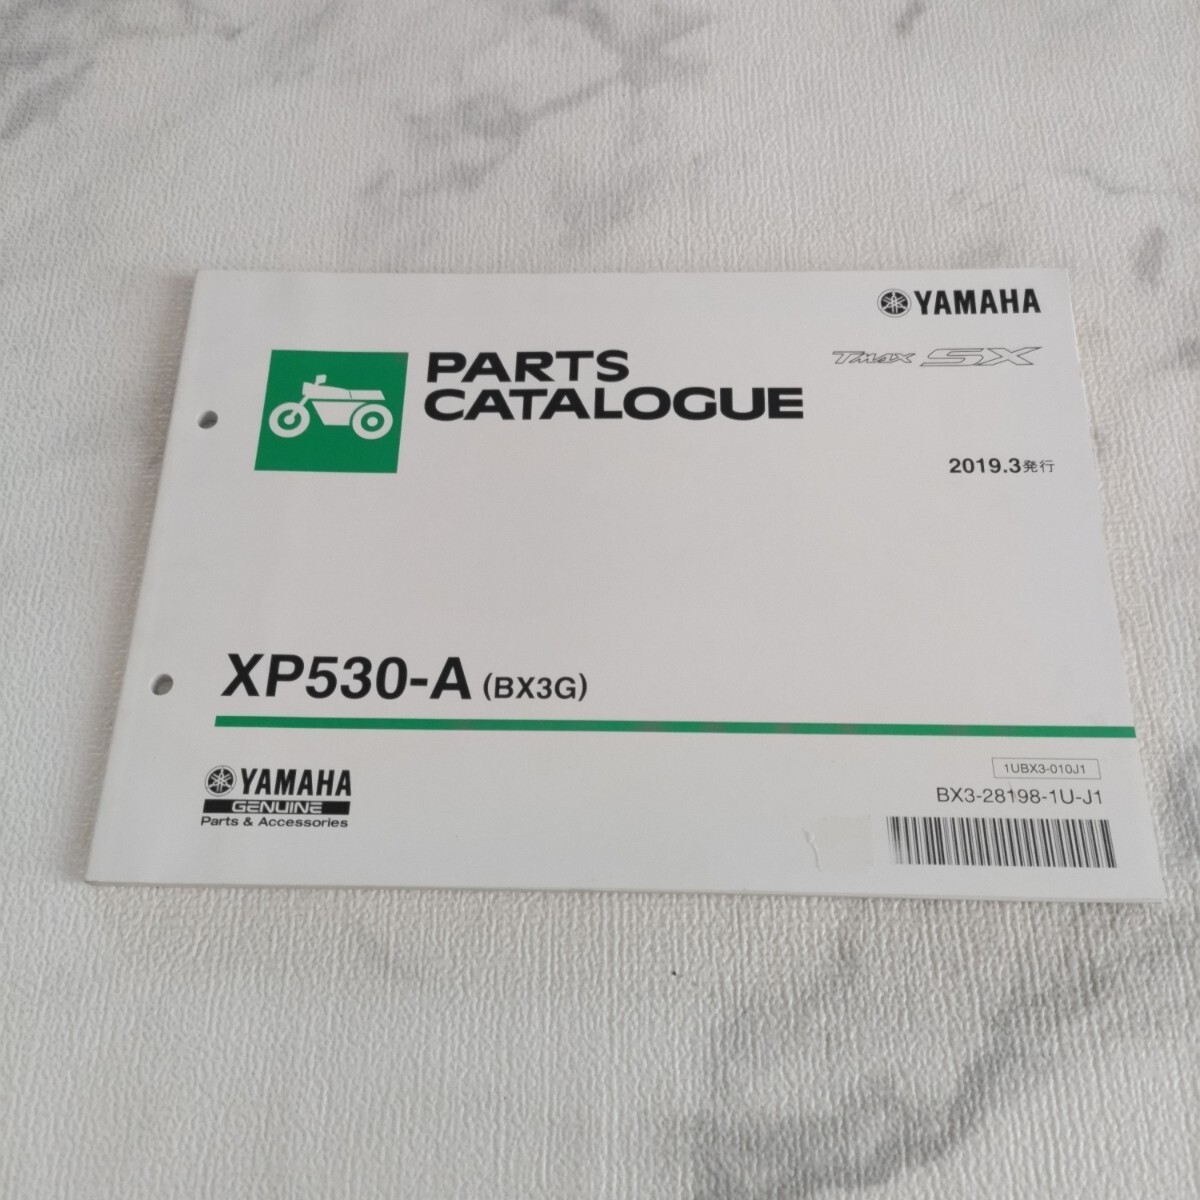 YAMAHA
TMAX SX
PARTS
CATALOGUE
2019.3発行
XP530-A (BX3G)
YAMAHA
GENUINE
Parts & Accessories
1UBX3-010J1
BX3-28198-1U-J1